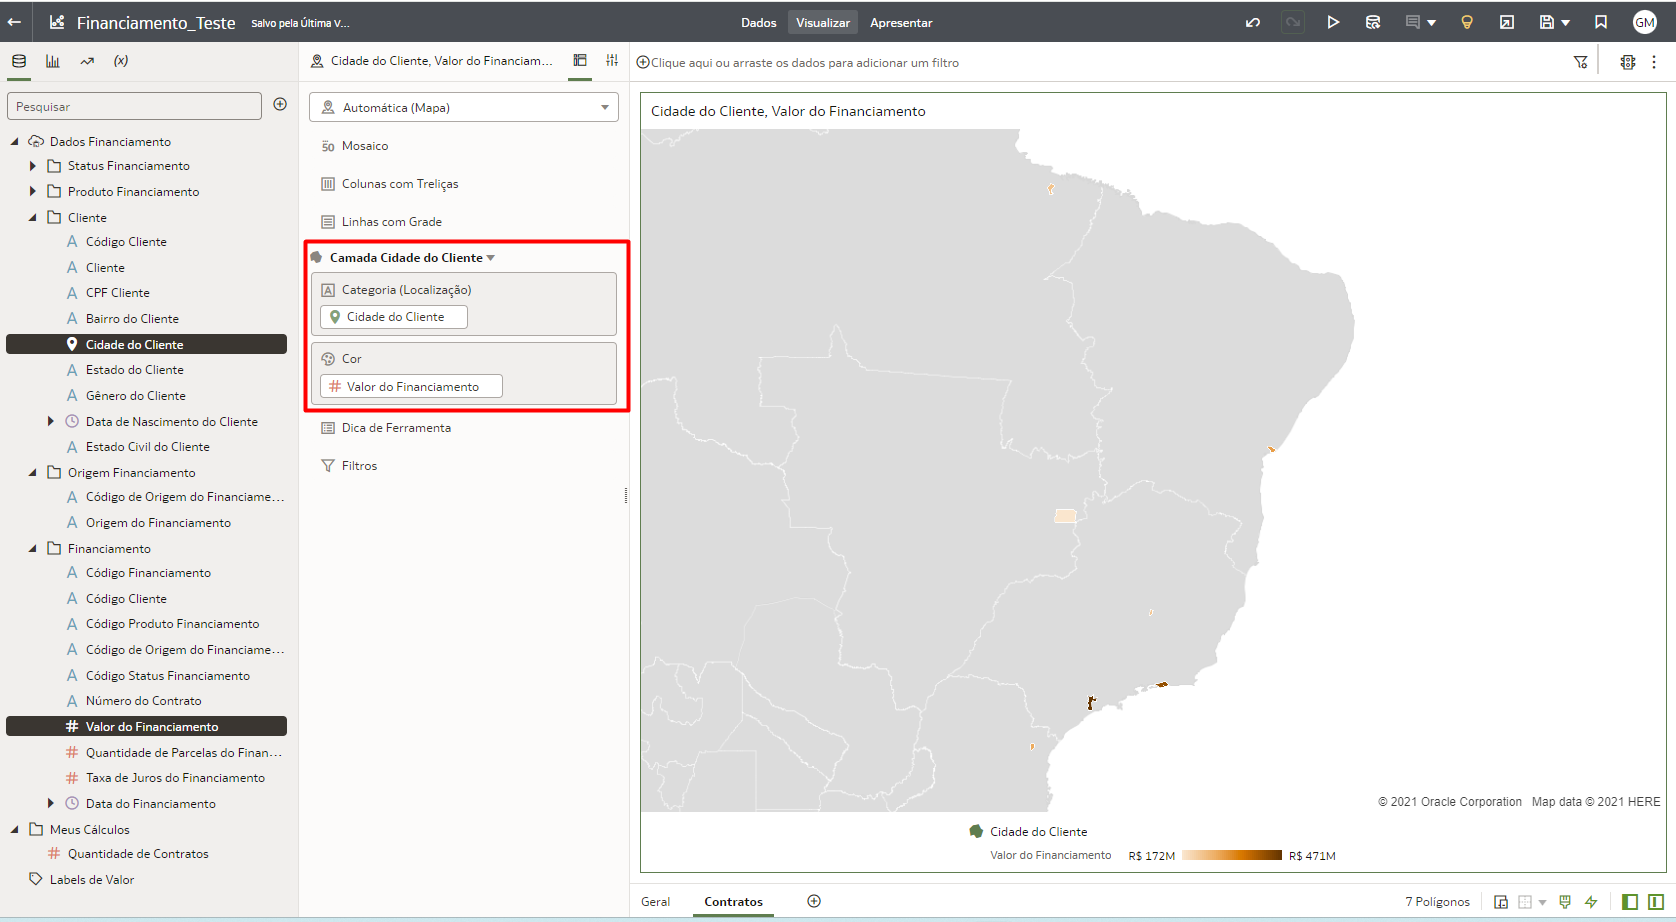 Financiamento_Teste
Salvo pela Última V...
Dados
Visualizar
Apresentar
GM
(x)
Pesquisar
Dados Financiamento
Status Financiamento
Produto Financiamento
Cliente
A Código Cliente
A Cliente
A CPF Cliente
A Bairro do Cliente
Cidade do Cliente
A Estado do Cliente
A Gênero do Cliente
Data de Nascimento do Cliente
A Estado Civil do Cliente
Origem Financiamento
A Código de Origem do Financiame...
A Origem do Financiamento
Financiamento
A Código Financiamento
A Código Cliente
A Código Produto Financiamento
A Código de Origem do Financiame...
A Código Status Financiamento
A Número do Contrato
# Valor do Financiamento
# Quantidade de Parcelas do Finan...
# Taxa de Juros do Financiamento
Data do Financiamento
Meus Cálculos
# Quantidade de Contratos
Labels de Valor
Cidade do Cliente, Valor do Financiam...
Automática (Mapa)
50 Mosaico
Colunas com Treliças
Linhas com Grade
Camada Cidade do Cliente
A Categoria (Localização)
Cidade do Cliente
Cor
# Valor do Financiamento
Dica de Ferramenta
Filtros
Clique aqui ou arraste os dados para adicionar um filtro
Cidade do Cliente, Valor do Financiamento
© 2021 Oracle Corporation Map data © 2021 HERE
Cidade do Cliente
Valor do Financiamento R$ 172M R$ 471M
Geral
Contratos
7 Polígonos